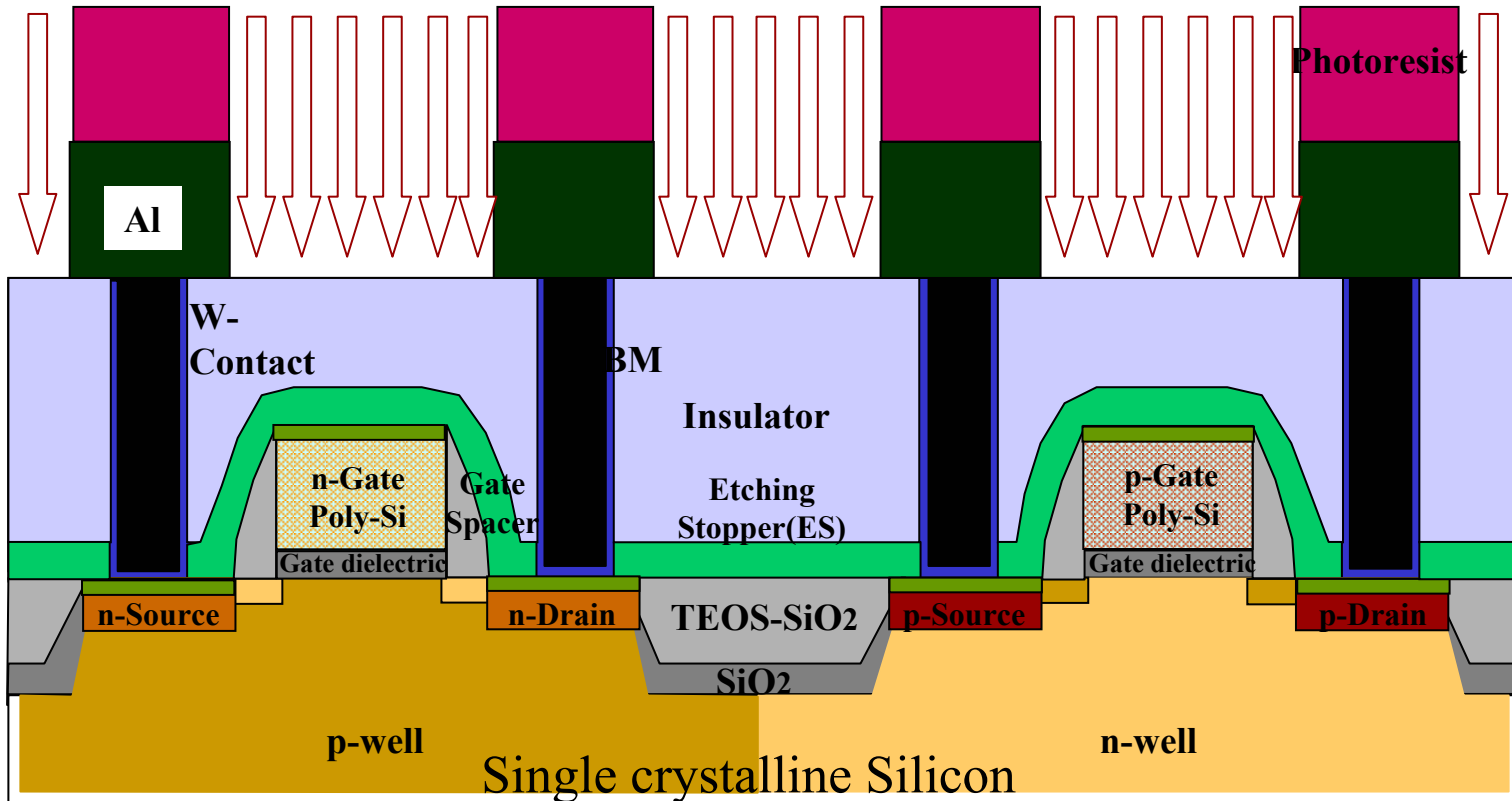 Photoresist
Al
W-
Contact
BM
Insulator
n-Gate
Poly-Si
Gate
Spacer
Etching
Stopper(ES)
p-Gate
Poly-Si
Gate dielectric
Gate dielectric
n-Source
n-Drain
TEOS-SiO2
p-Source
p-Drain
SiO2
p-well
n-well
Single crystalline Silicon